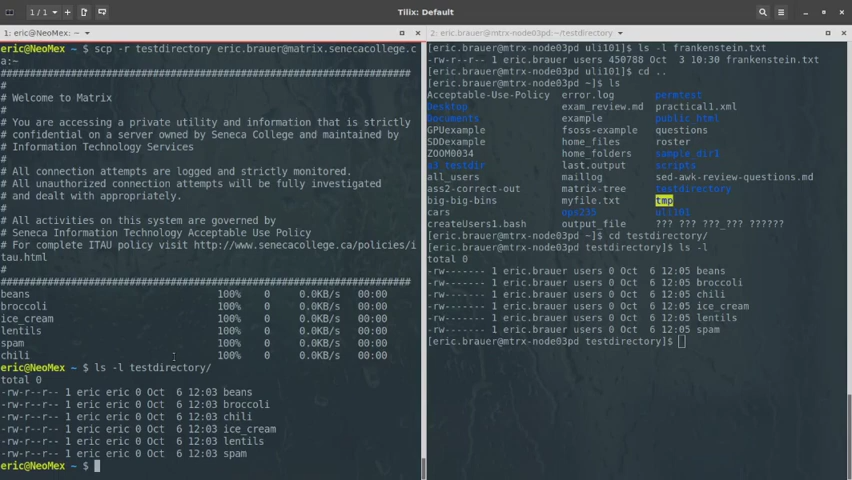 1 / 1
Tilix: Default
1: eric@NeoMex: ~
eric@NeoMex ~ $ scp -r testdirectory eric.brauer@matrix.senecacollege.c
a:~
#######################################################################
#
# Welcome to Matrix
#
# You are accessing a private utility and information that is strictly
# confidential on a server owned by Seneca College and maintained by
# Information Technology Services
#
# All connection attempts are logged and strictly monitored.
# All unauthorized connection attempts will be fully investigated
# and dealt with appropriately.
#
# All activities on this system are governed by
# Seneca Information Technology Acceptable Use Policy
# For complete ITAU policy visit http://www.senecacollege.ca/policies/i
tau.html
#
#######################################################################
beans 100% 0 0.0KB/s 00:00
broccoli 100% 0 0.0KB/s 00:00
ice_cream 100% 0 0.0KB/s 00:00
lentils 100% 0 0.0KB/s 00:00
spam 100% 0 0.0KB/s 00:00
chili 100% 0 0.0KB/s 00:00
eric@NeoMex ~ $ ls -l testdirectory/
total 0
-rw-r--r-- 1 eric eric 0 Oct 6 12:03 beans
-rw-r--r-- 1 eric eric 0 Oct 6 12:03 broccoli
-rw-r--r-- 1 eric eric 0 Oct 6 12:03 chili
-rw-r--r-- 1 eric eric 0 Oct 6 12:03 ice_cream
-rw-r--r-- 1 eric eric 0 Oct 6 12:03 lentils
-rw-r--r-- 1 eric eric 0 Oct 6 12:03 spam
eric@NeoMex ~ $
2: eric.brauer@mtrx-node03pd:~/testdirectory
[eric.brauer@mtrx-node03pd uli101]$ ls -l frankenstein.txt
-rw------- 1 eric.brauer users 450788 Oct 3 10:30 frankenstein.txt
[eric.brauer@mtrx-node03pd uli101]$ cd ..
[eric.brauer@mtrx-node03pd ~]$ ls
Acceptable-Use-Policy error.log permtest
Desktop exam_review.md practical1.xml
Documents example public_html
GPUexample fsoss-example questions
SDDexample home_files roster
ZOOM0034 home_folders sample_dir1
a3_testdir last.output scripts
all_users maillog sed-awk-review-questions.md
ass2-correct-out matrix-tree testdirectory
big-big-bins myfile.txt tmp
cars ops235 uli101
createUsers1.bash output_file ??? ??? ???_??? ??????
[eric.brauer@mtrx-node03pd ~]$ cd testdirectory/
[eric.brauer@mtrx-node03pd testdirectory]$ ls -l
total 0
-rw------- 1 eric.brauer users 0 Oct 6 12:05 beans
-rw------- 1 eric.brauer users 0 Oct 6 12:05 broccoli
-rw------- 1 eric.brauer users 0 Oct 6 12:05 chili
-rw------- 1 eric.brauer users 0 Oct 6 12:05 ice_cream
-rw------- 1 eric.brauer users 0 Oct 6 12:05 lentils
-rw------- 1 eric.brauer users 0 Oct 6 12:05 spam
[eric.brauer@mtrx-node03pd testdirectory]$